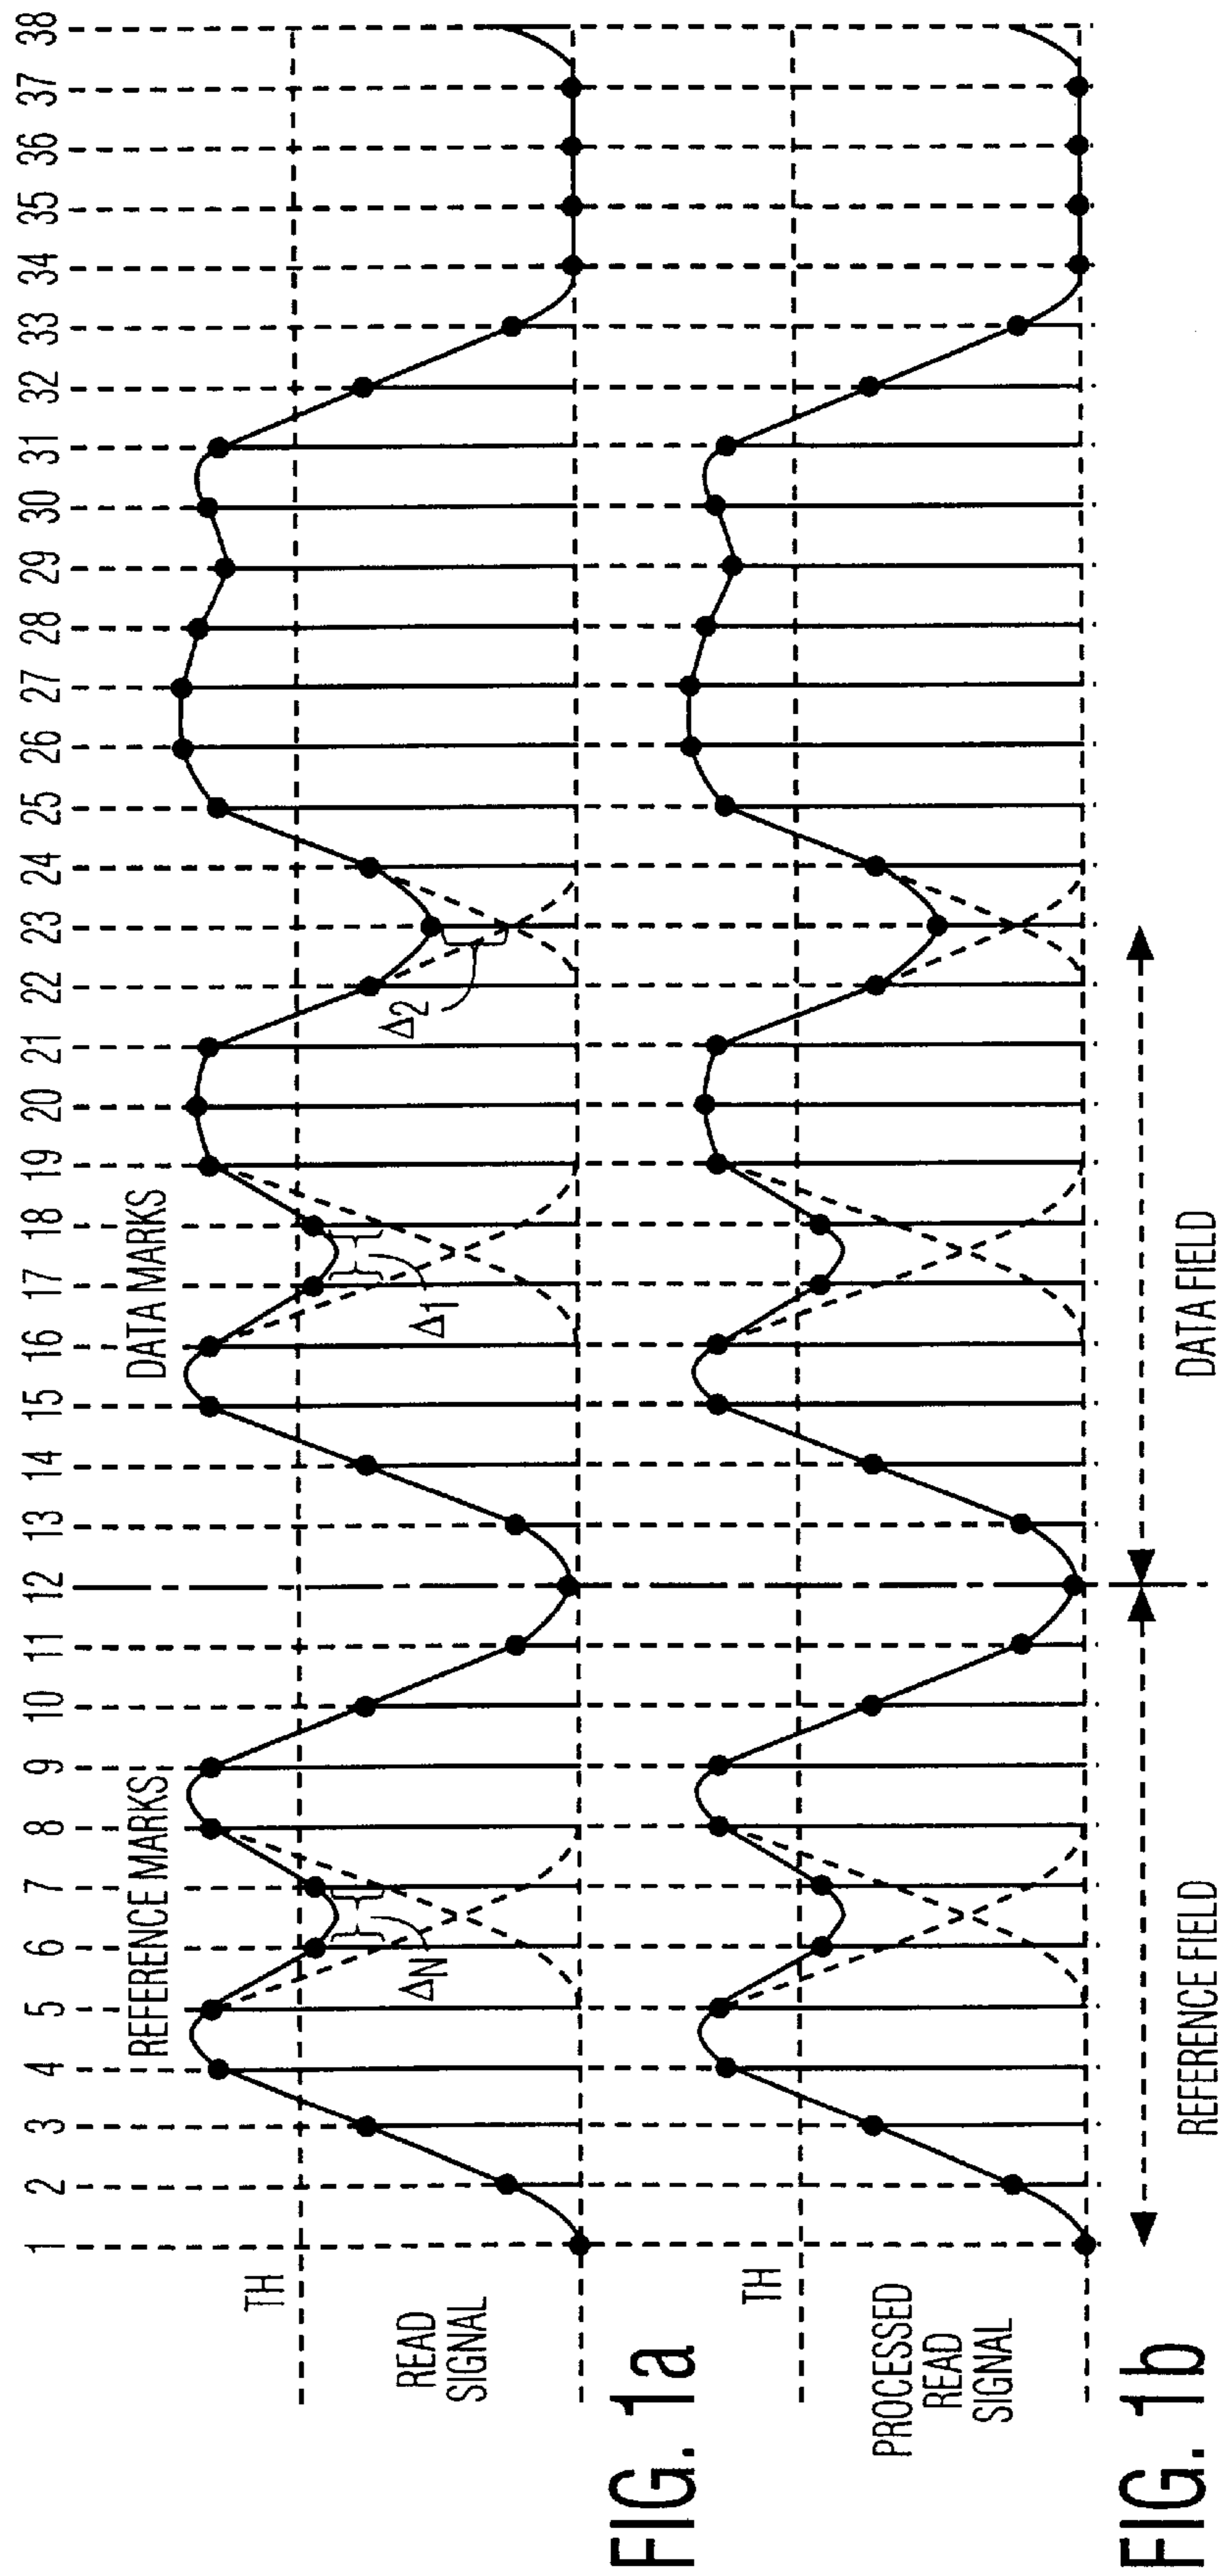 1 2 3 4 5 6 7 8 9 10 11 12 13 14 15 16 17 18 19 20 21 22 23 24 25 26 27 28 29 30 31 32 33 34 35 36 37 38
REFERENCE MARKS
DATA MARKS
TH
ΔN
Δ1
Δ2
READ
SIGNAL
FIG. 1a
TH
PROCESSED
READ
SIGNAL
REFERENCE FIELD
DATA FIELD
FIG. 1b